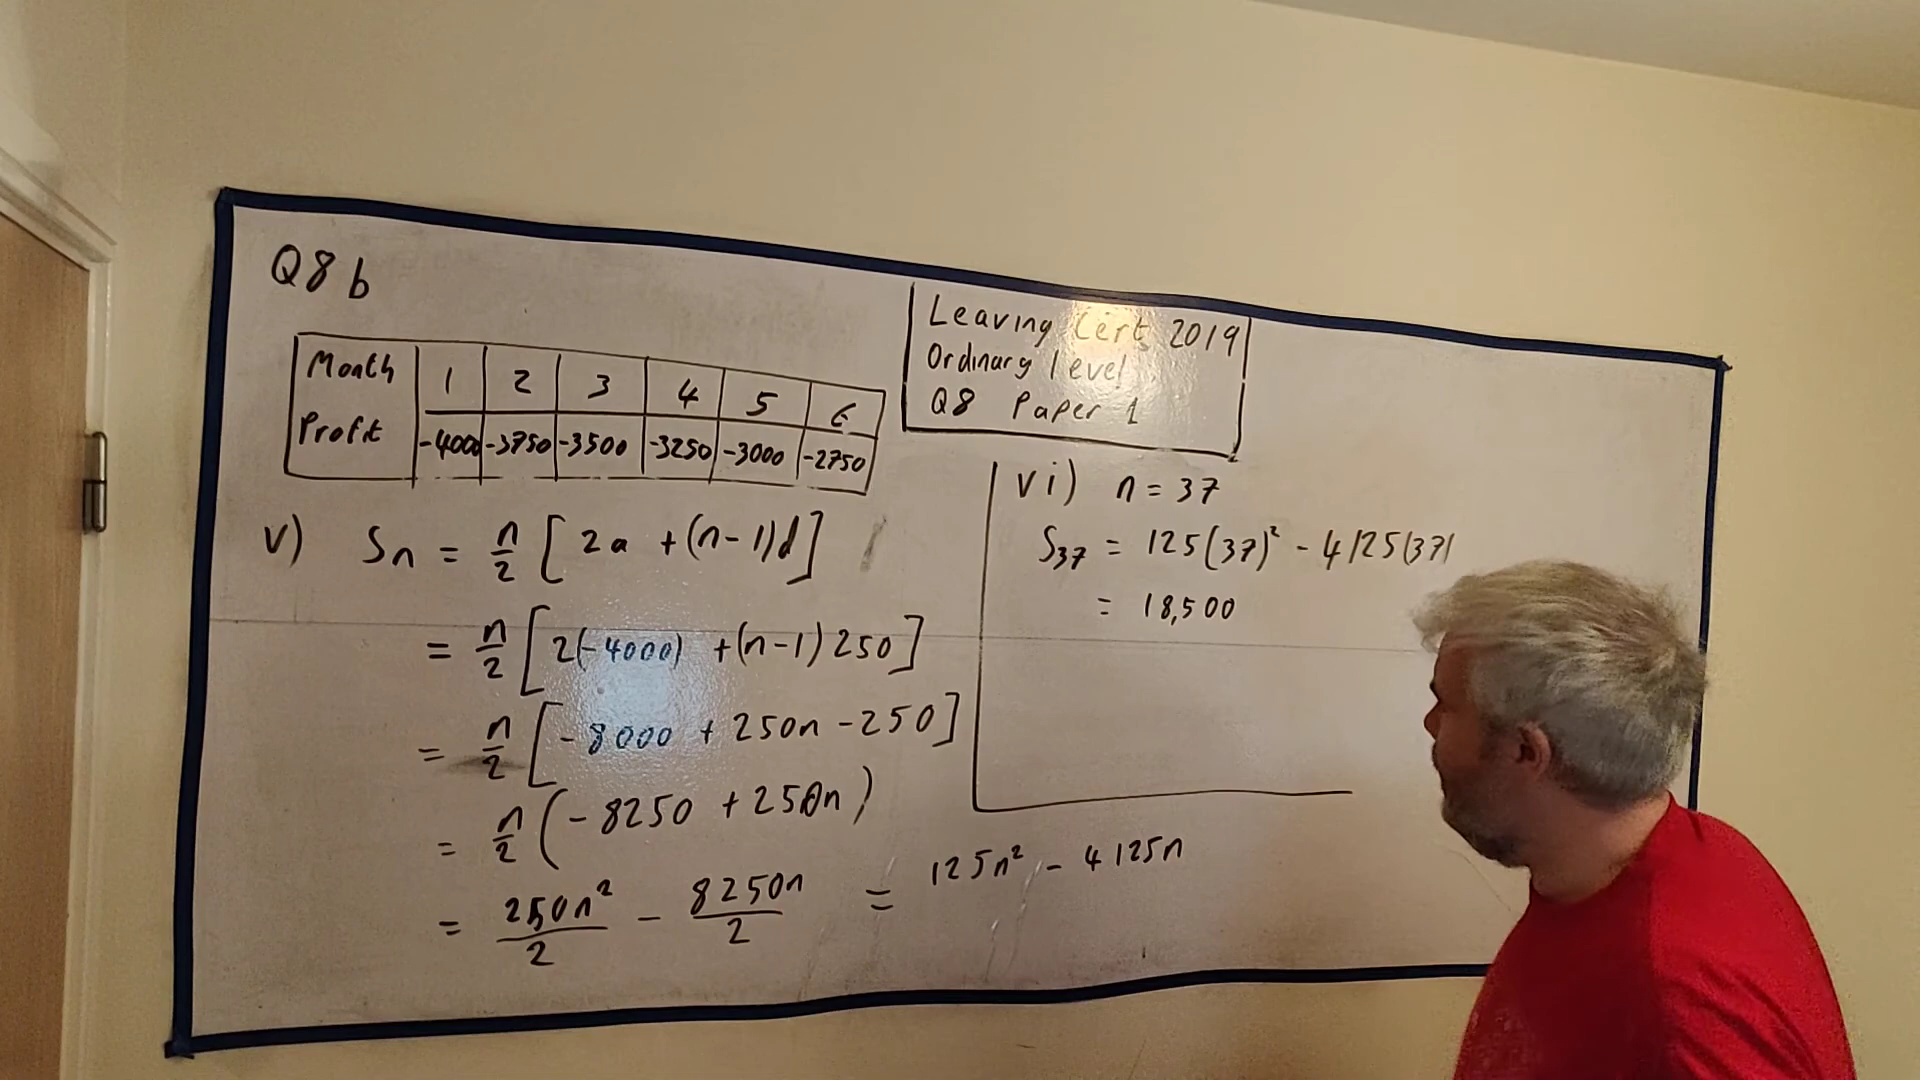 Q8 b
Leaving Cert 2019
Ordinary level
Q8 Paper 1
Month 1 2 3 4 5 6
Profit -4000 -3750 -3500 -3250 -3000 -2750
v) Sn = n/2 [2a + (n-1)d]
= n/2 [2(-4000) + (n-1)250]
= n/2 [-8000 + 250n - 250]
= n/2 (-8250 + 250n)
= 250n²/2 - 8250n/2 = 125n² - 4125n
vi) n = 37
S37 = 125(37)² - 4125(37)
= 18,500